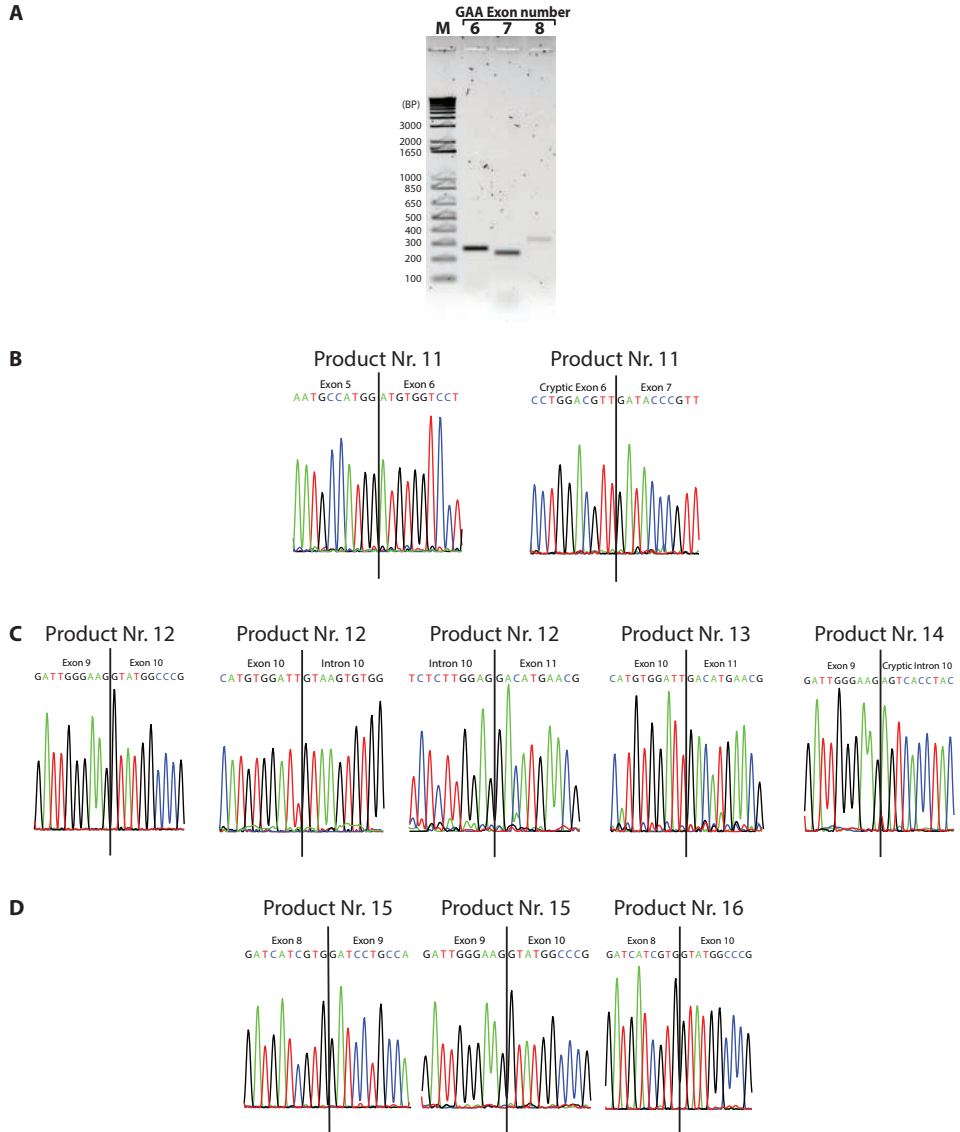 A
GAA Exon number
M 6 7 8
(BP)
3000
2000
1650
1000
850
650
500
400
300
200
100
B
Product Nr. 11
Exon 5 Exon 6
AATGCCATGGATGTGGTCCT
Product Nr. 11
Cryptic Exon 6 Exon 7
CCTGGACGTTGATACCCGTT
C
Product Nr. 12
Exon 9 Exon 10
GATTGGGAAGGTATGGCCCG
Product Nr. 12
Exon 10 Intron 10
CATGTGGATTGTAAGTGTGG
Product Nr. 12
Intron 10 Exon 11
TCTCTTGGAGGACATGAACG
Product Nr. 13
Exon 10 Exon 11
CATGTGGATTGACATGAACG
Product Nr. 14
Exon 9 Cryptic Intron 10
GATTGGGAAGAGTCACCTAC
D
Product Nr. 15
Exon 8 Exon 9
GATCATCGTGGATCCTGCCA
Product Nr. 15
Exon 9 Exon 10
GATTGGGAAGGTATGGCCCG
Product Nr. 16
Exon 8 Exon 10
GATCATCGTGGTATGGCCCG